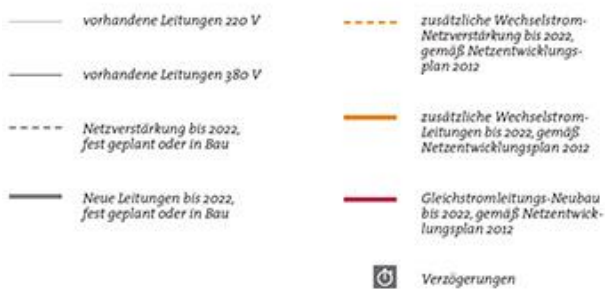 vorhandene Leitungen 220 V
vorhandene Leitungen 380 V
Netzverstärkung bis 2022,
fest geplant oder in Bau
Neue Leitungen bis 2022,
fest geplant oder in Bau
zusätzliche Wechselstrom-
Netzverstärkung bis 2022,
gemäß Netzentwicklungs-
plan 2012
zusätzliche Wechselstrom-
Leitungen bis 2022, gemäß
Netzentwicklungsplan 2012
Gleichstromleitungs-Neubau
bis 2022, gemäß Netzentwick-
lungsplan 2012
Verzögerungen